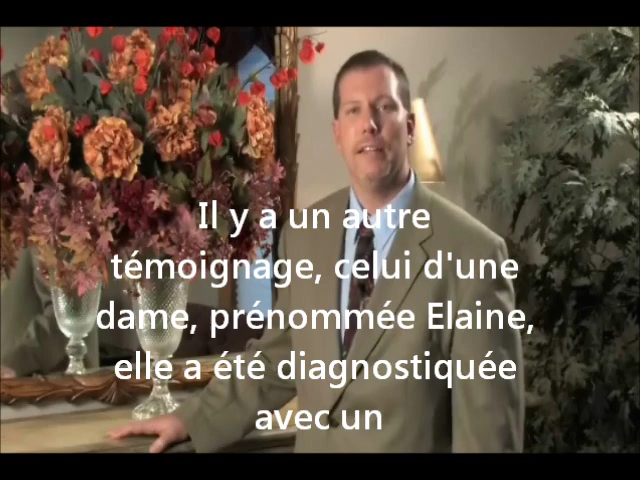 Il y a un autre
témoignage, celui d'une
dame, prénommée Elaine,
elle a été diagnostiquée
avec un